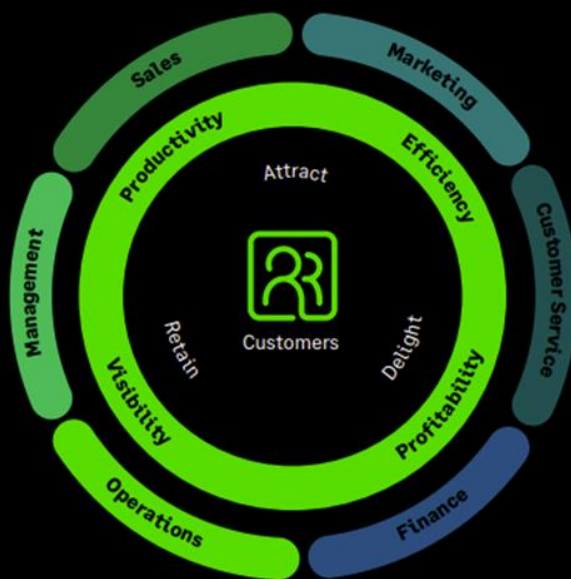 Sales
Marketing
Productivity
Efficiency
Attract
Management
Customer Service
Customers
Retain
Delight
Visibility
Profitability
Operations
Finance